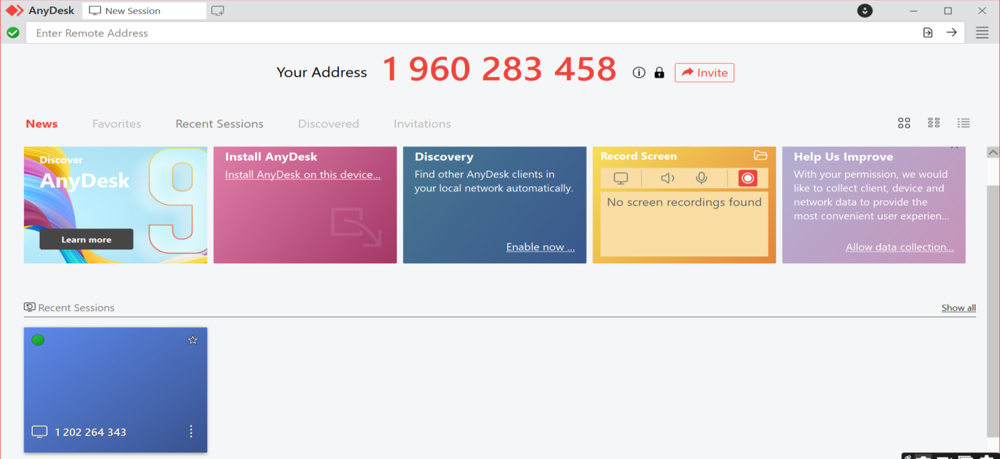 AnyDesk
New Session
Enter Remote Address
Your Address 1 960 283 458 Invite
News Favorites Recent Sessions Discovered Invitations
Discover
AnyDesk
9
Learn more
Install AnyDesk
Install AnyDesk on this device...
Discovery
Find other AnyDesk clients in
your local network automatically.
Enable now ...
Record Screen
No screen recordings found
Help Us Improve
With your permission, we would
like to collect client, device and
network data to provide the
most convenient user experien...
Allow data collection...
Recent Sessions
Show all
1 202 264 343